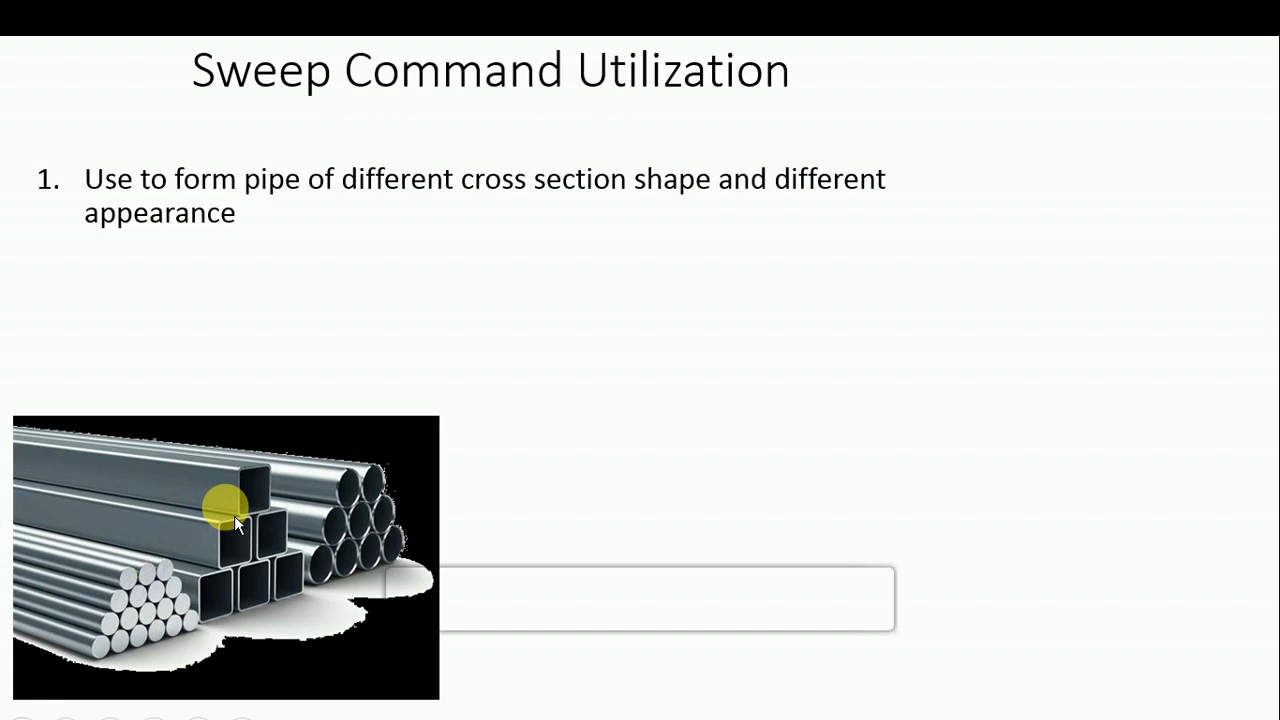 Sweep Command Utilization
1. Use to form pipe of different cross section shape and different
appearance